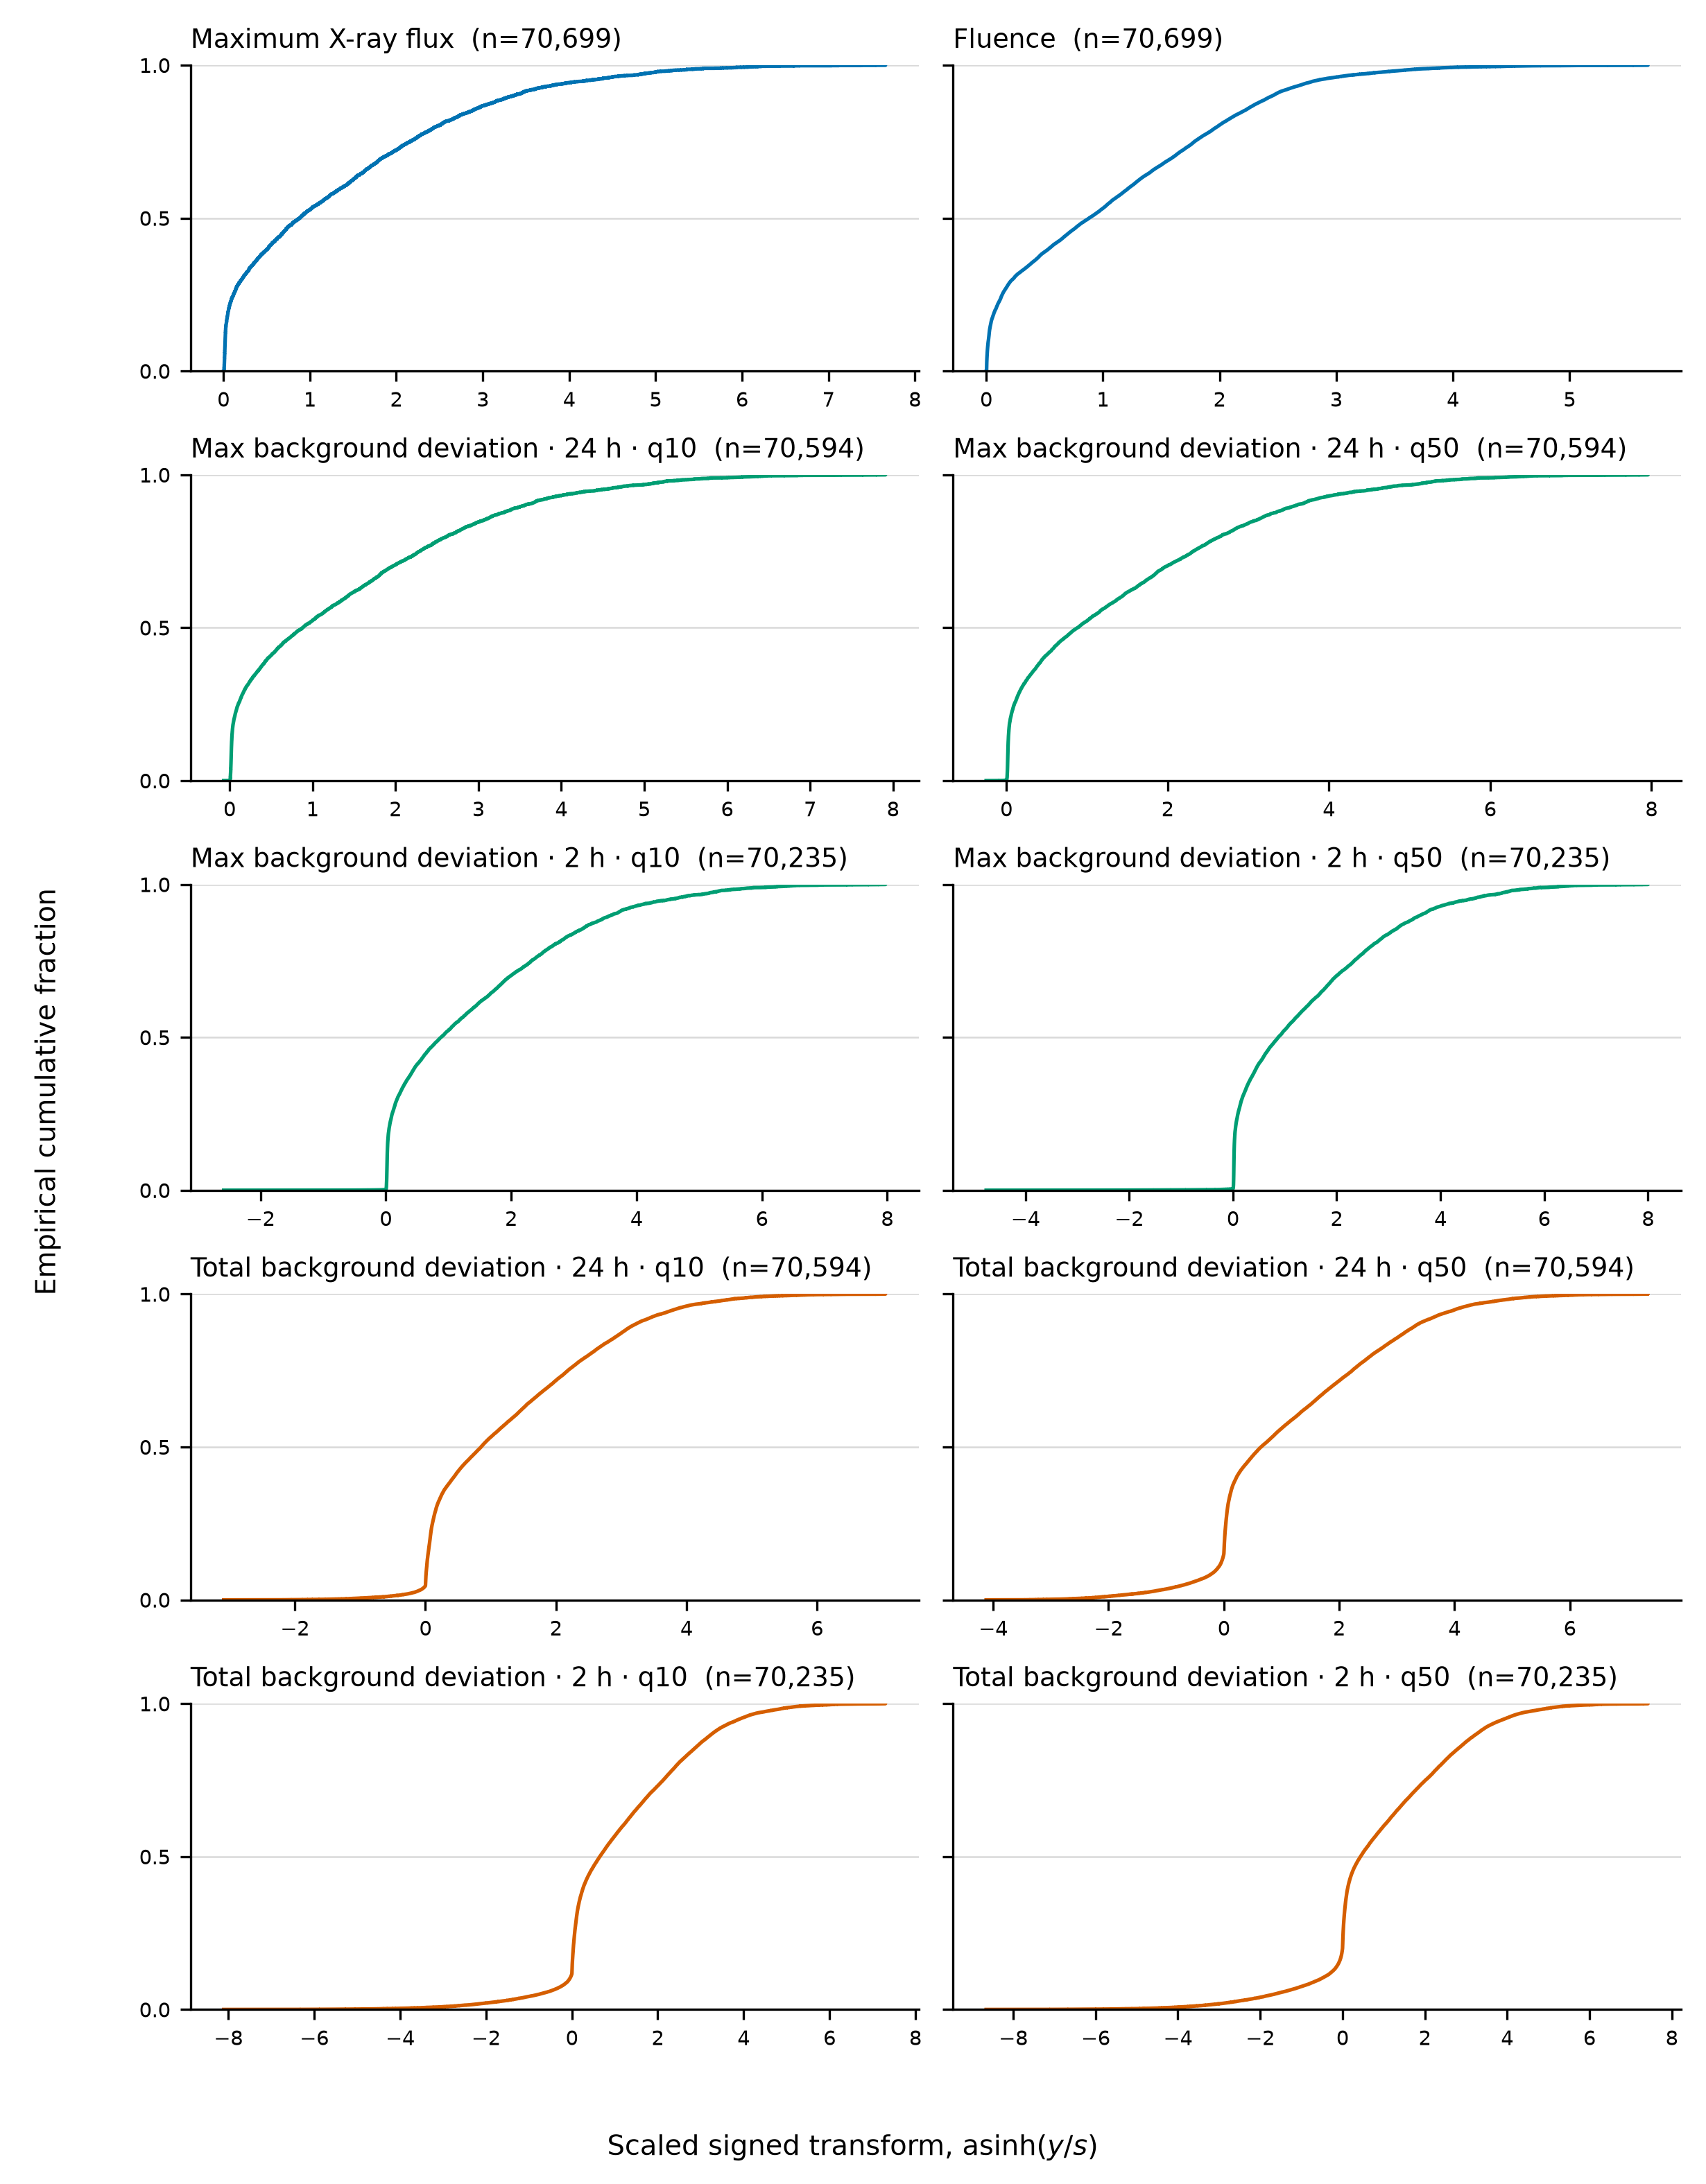 Maximum X-ray flux (n=70,699)
Fluence (n=70,699)
1.0
0.5
0.0
0 1 2 3 4 5 6 7 8
0 1 2 3 4 5
Max background deviation · 24 h · q10 (n=70,594)
Max background deviation · 24 h · q50 (n=70,594)
1.0
0.5
0.0
0 1 2 3 4 5 6 7 8
0 2 4 6 8
Max background deviation · 2 h · q10 (n=70,235)
Max background deviation · 2 h · q50 (n=70,235)
1.0
0.5
0.0
−2 0 2 4 6 8
−4 −2 0 2 4 6 8
Empirical cumulative fraction
Total background deviation · 24 h · q10 (n=70,594)
Total background deviation · 24 h · q50 (n=70,594)
1.0
0.5
0.0
−2 0 2 4 6
−4 −2 0 2 4 6
Total background deviation · 2 h · q10 (n=70,235)
Total background deviation · 2 h · q50 (n=70,235)
1.0
0.5
0.0
−8 −6 −4 −2 0 2 4 6 8
−8 −6 −4 −2 0 2 4 6 8
Scaled signed transform, asinh(y/s)